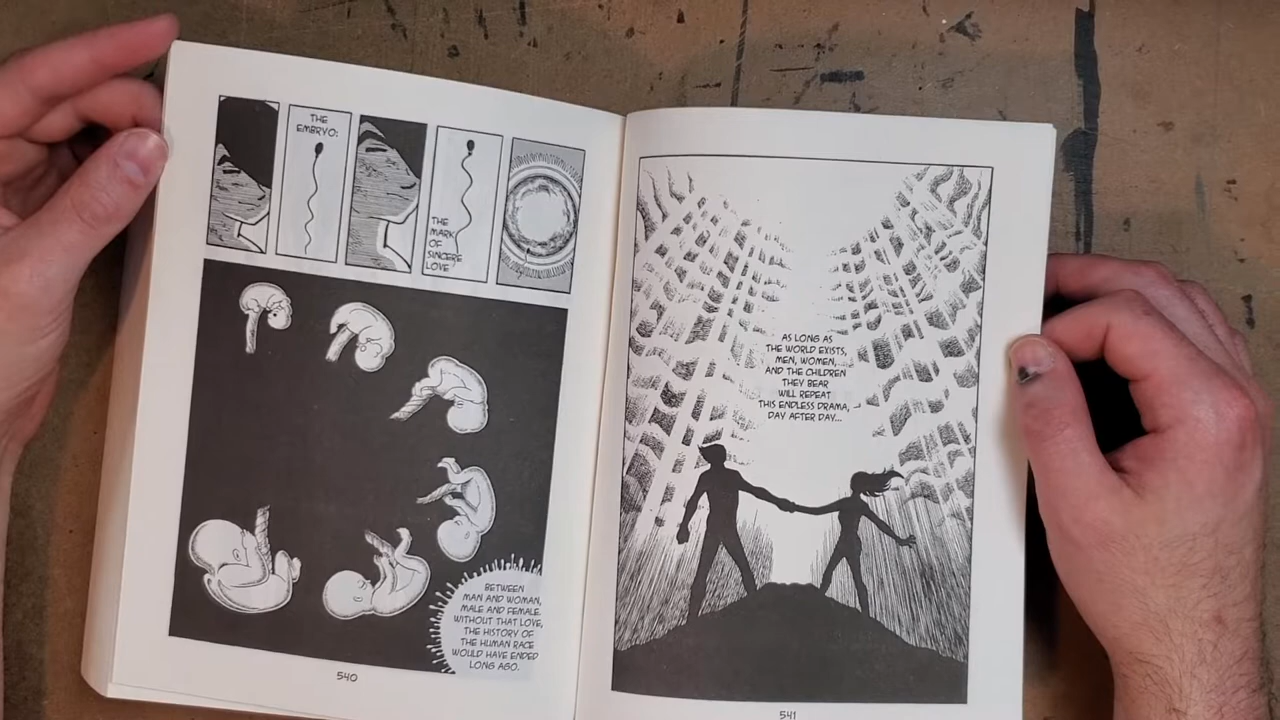 THE
EMBRYO:
THE
MARK
OF
SINCERE
LOVE
BETWEEN
MAN AND WOMAN,
MALE AND FEMALE.
WITHOUT THAT LOVE,
THE HISTORY OF
THE HUMAN RACE
WOULD HAVE ENDED
LONG AGO.
540
AS LONG AS
THE WORLD EXISTS,
MEN, WOMEN,
AND THE CHILDREN
THEY BEAR
WILL REPEAT
THIS ENDLESS DRAMA,
DAY AFTER DAY...
541